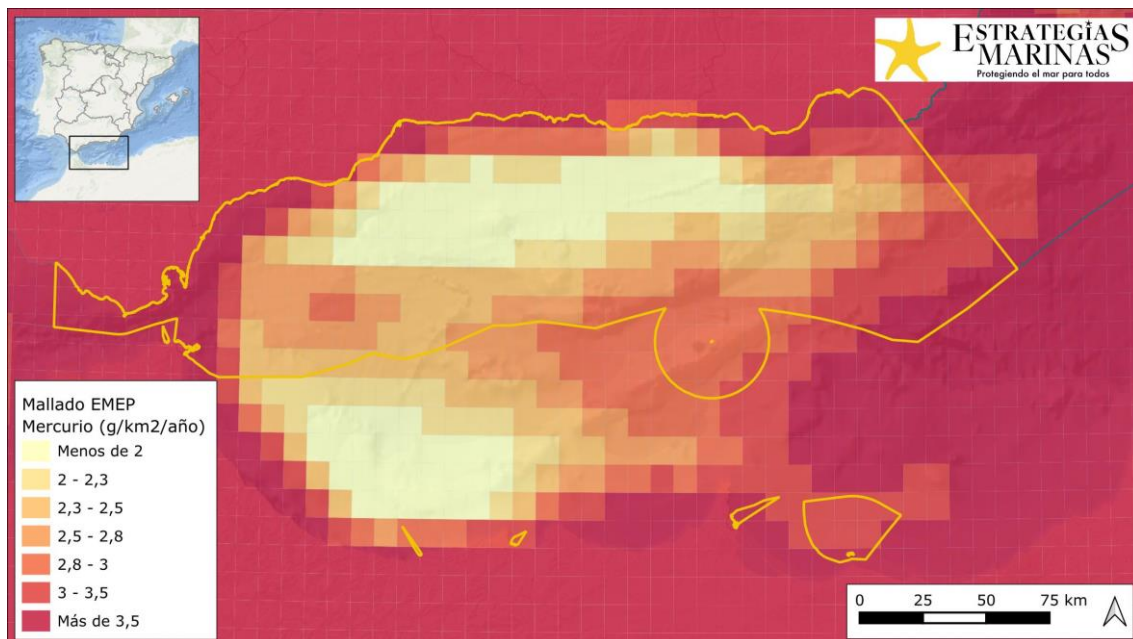 ESTRATEGIAS
MARINAS
Protegiendo el mar para todos
Mallado EMEP
Mercurio (g/km2/año)
Menos de 2
2 - 2,3
2,3 - 2,5
2,5 - 2,8
2,8 - 3
3 - 3,5
Más de 3,5
0 25 50 75 km